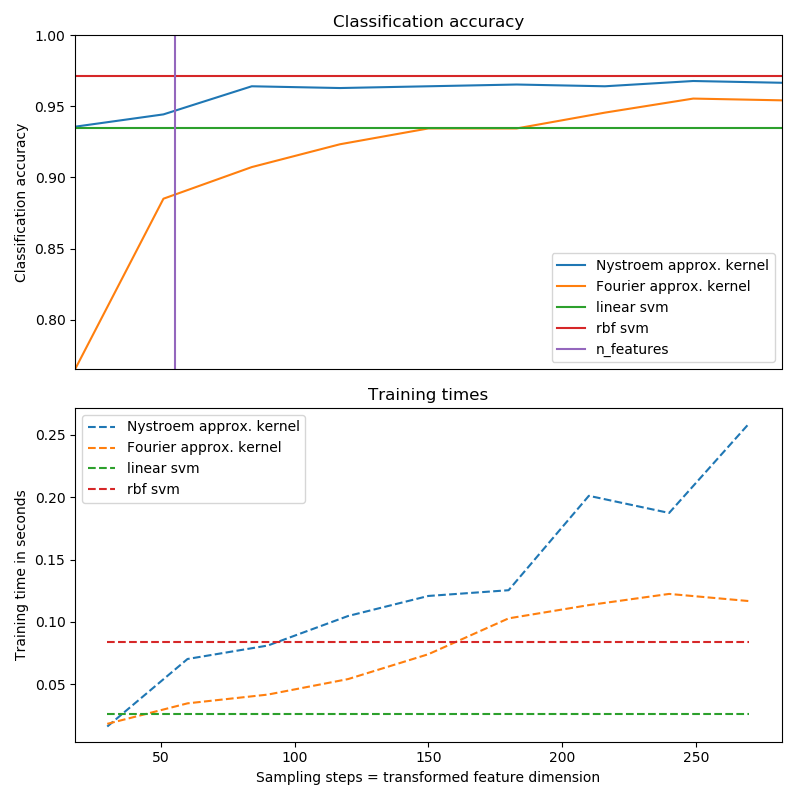 Classification accuracy
1.00
0.95
0.90
0.85
0.80
Classification accuracy
Nystroem approx. kernel
Fourier approx. kernel
linear svm
rbf svm
n_features
Training times
0.25
0.20
0.15
0.10
0.05
Training time in seconds
Nystroem approx. kernel
Fourier approx. kernel
linear svm
rbf svm
50 100 150 200 250
Sampling steps = transformed feature dimension